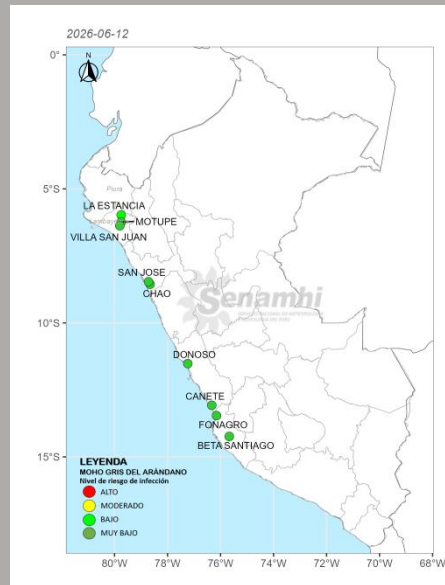 2026-06-12
N
0°
5°S
10°S
15°S
Piura
LA ESTANCIA
MOTUPE
VILLA SAN JUAN
SAN JOSE
CHAO
Senamhi
DONOSO
CAÑETE
FONAGRO
BETA SANTIAGO
LEYENDA
MOHO GRIS DEL ARÁNDANO
Nivel de riesgo de infección
ALTO
MODERADO
BAJO
MUY BAJO
80°W 78°W 76°W 74°W 72°W 70°W 68°W